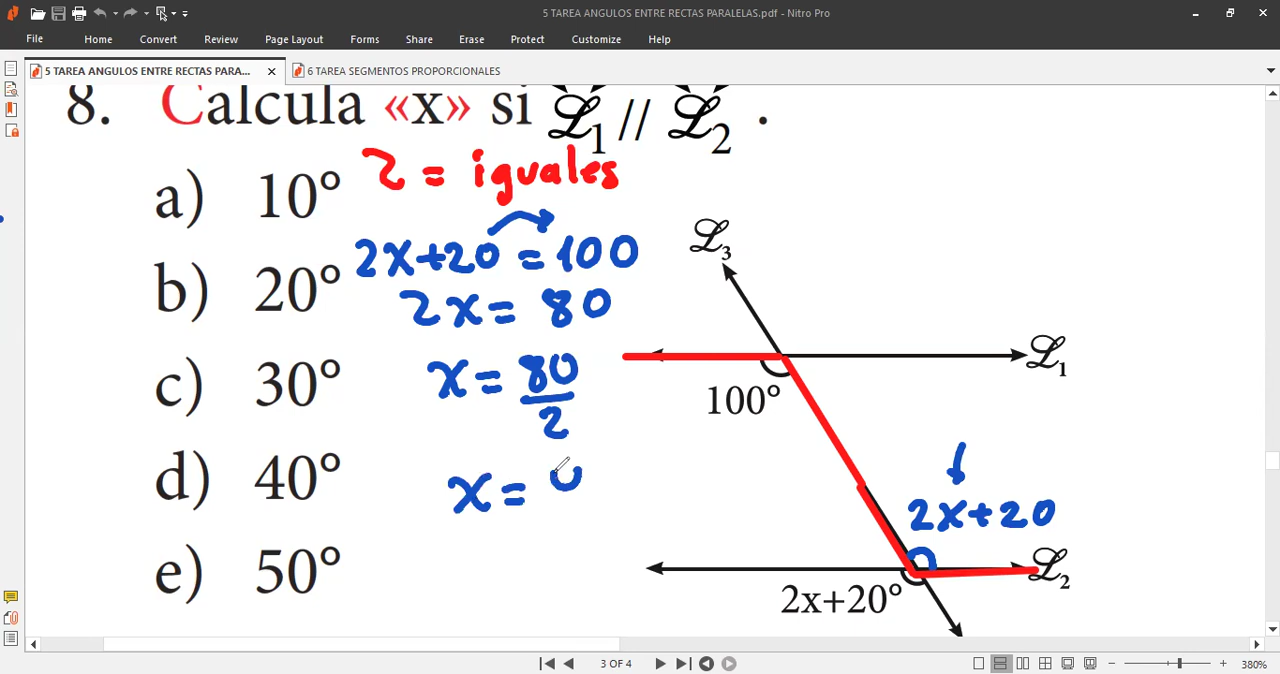 5 TAREA ANGULOS ENTRE RECTAS PARALELAS.pdf - Nitro Pro
File Home Convert Review Page Layout Forms Share Erase Protect Customize Help
5 TAREA ANGULOS ENTRE RECTAS PARA... 6 TAREA SEGMENTOS PROPORCIONALES
8. Calcula «x» si ℒ1 // ℒ2 .
Z = iguales
a) 10°
2x+20 = 100
b) 20°
2x = 80
c) 30°
x = 80/2
d) 40°
x =
e) 50°
ℒ3
ℒ1
100°
2x+20
ℒ2
2x+20°
3 OF 4
380%